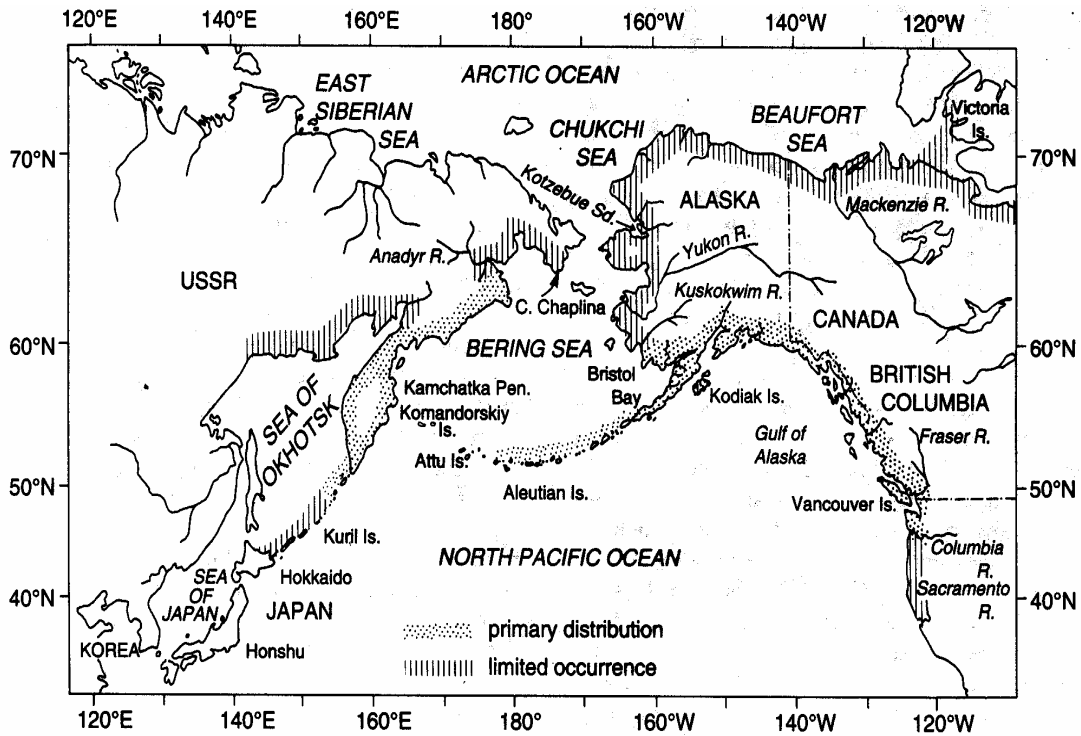 120°E 140°E 160°E 180° 160°W 140°W 120°W
ARCTIC OCEAN
EAST
SIBERIAN
SEA
CHUKCHI
SEA
BEAUFORT
SEA
Victoria
Is.
70°N
70°N
Kotzebue Sd.
ALASKA
Mackenzie R.
Anadyr R.
Yukon R.
USSR
C. Chaplina
Kuskokwim R.
CANADA
60°N
60°N
BERING SEA
Bristol
Bay
Kodiak Is.
BRITISH
COLUMBIA
Kamchatka Pen.
Komandorskiy
Is.
SEA OF
OKHOTSK
Gulf of
Alaska
Fraser R.
Attu Is.
50°N
50°N
Aleutian Is.
Vancouver Is.
Kuril Is.
NORTH PACIFIC OCEAN
Columbia
R.
Sacramento
R.
SEA
OF
JAPAN
Hokkaido
40°N
40°N
JAPAN
KOREA
Honshu
primary distribution
limited occurrence
120°E 140°E 160°E 180° 160°W 140°W 120°W